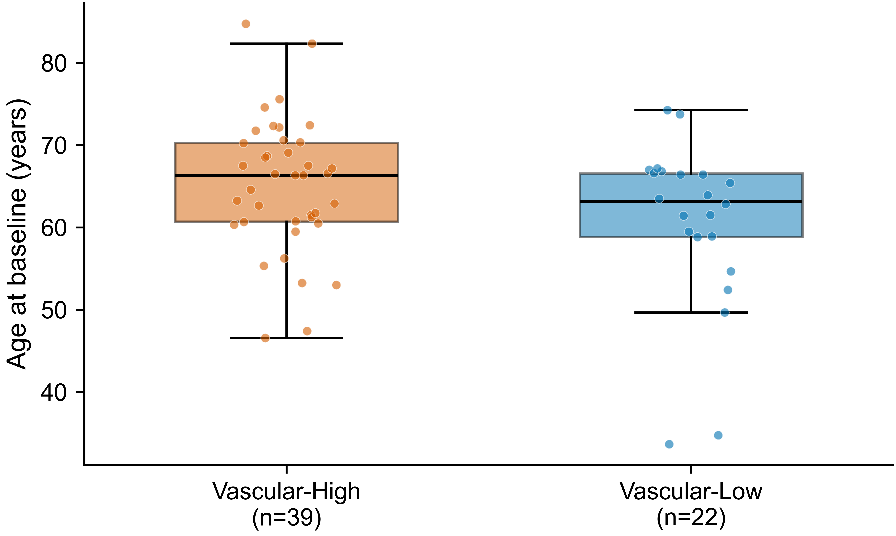 Age at baseline (years)
80
70
60
50
40
Vascular-High
(n=39)
Vascular-Low
(n=22)